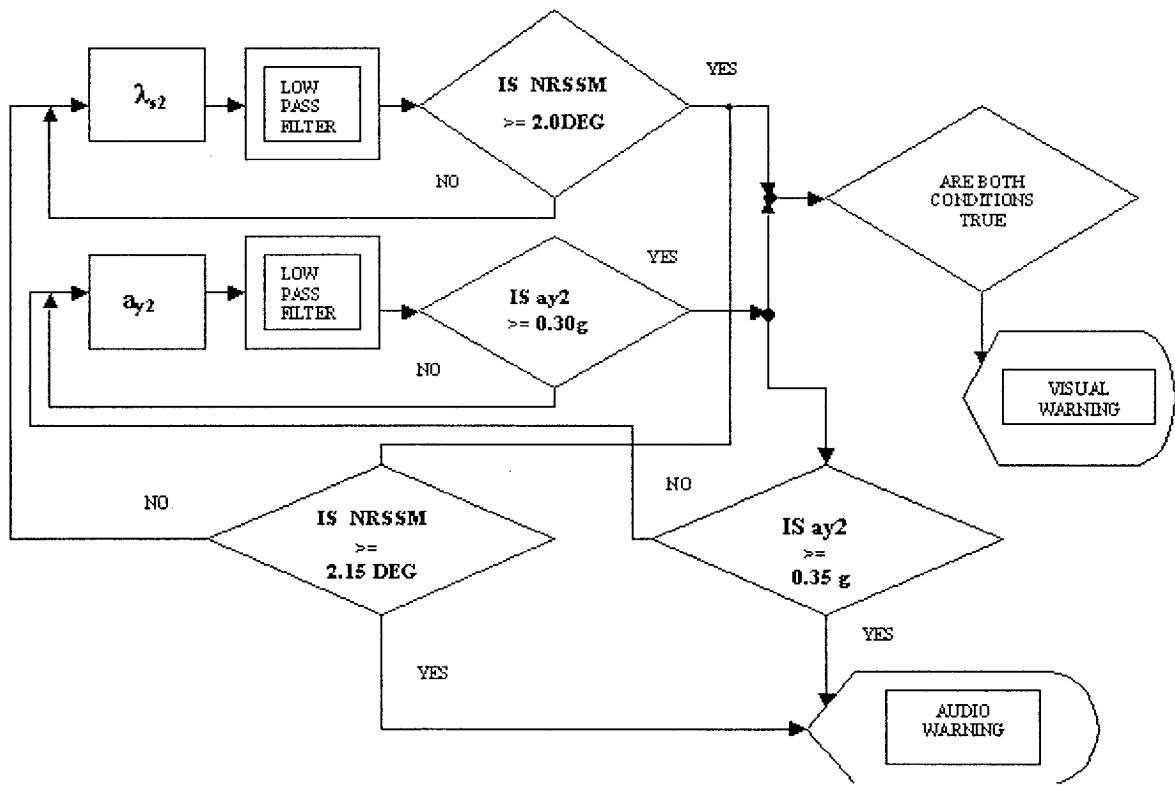 λs2
LOW
PASS
FILTER
IS NRSSM
>= 2.0DEG
YES
NO
ARE BOTH
CONDITIONS
TRUE
ay2
LOW
PASS
FILTER
IS ay2
>= 0.30g
YES
NO
VISUAL
WARNING
NO
IS NRSSM
>=
2.15 DEG
YES
NO
IS ay2
>=
0.35 g
YES
AUDIO
WARNING